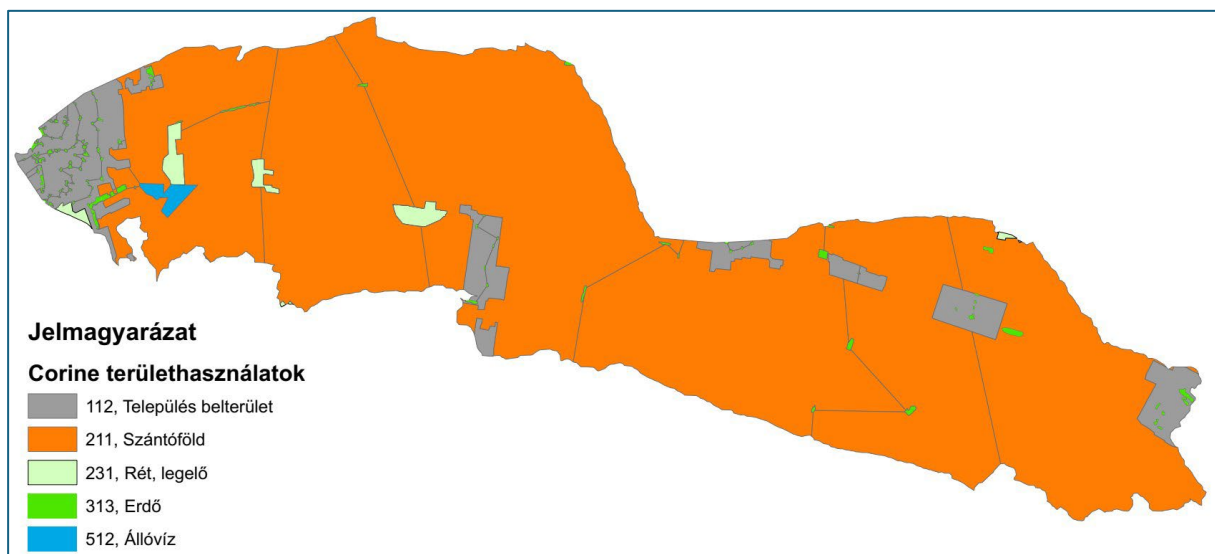 Jelmagyarázat
Corine területhasználatok
112, Település belterület
211, Szántóföld
231, Rét, legelő
313, Erdő
512, Állóvíz